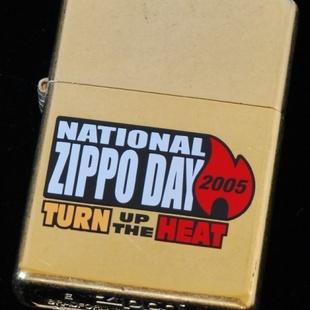 NATIONAL
ZIPPO DAY
2005
TURN UP THE HEAT